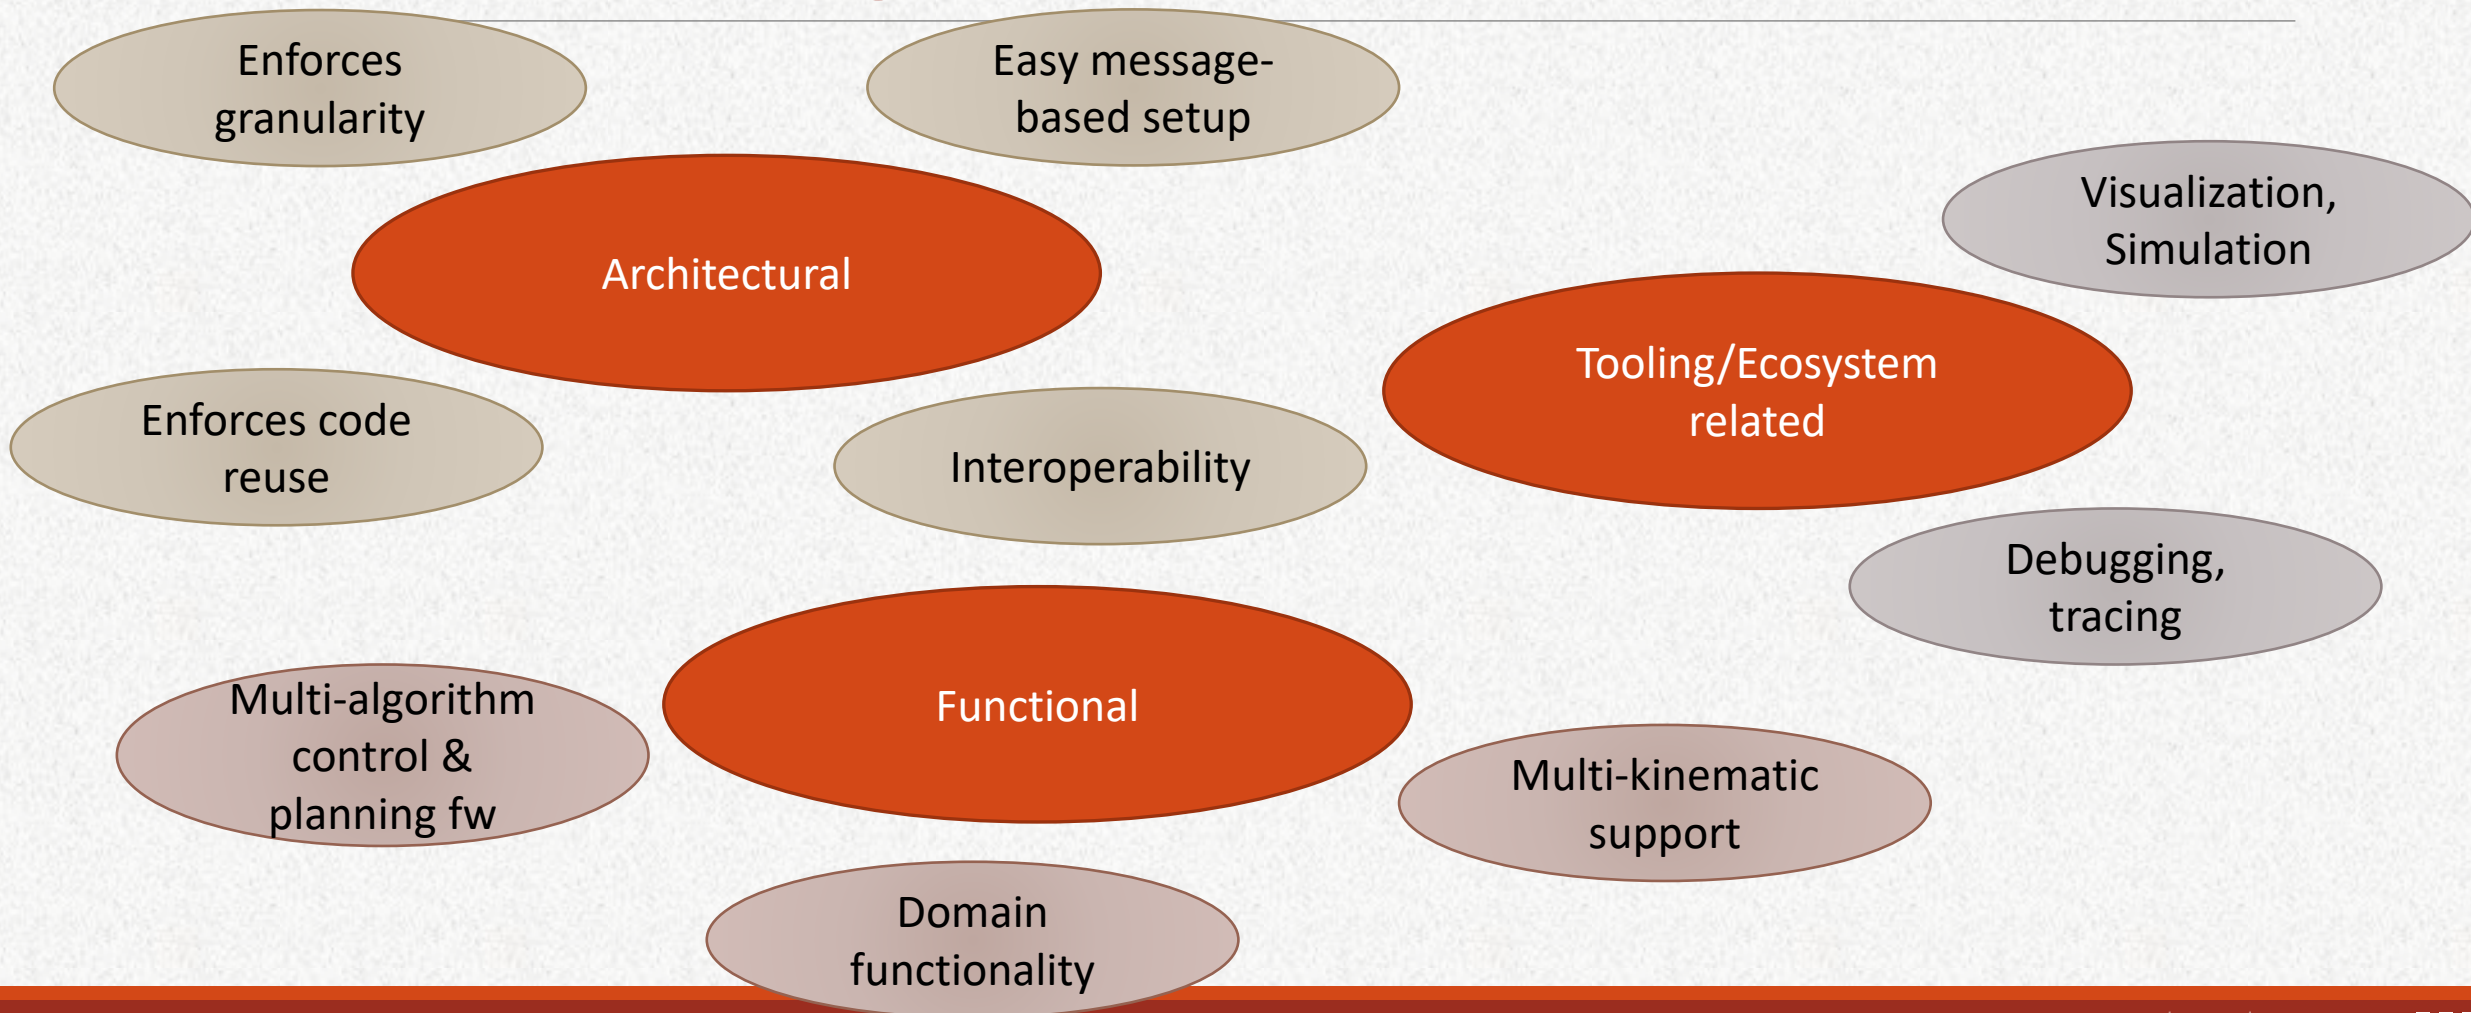 Enforces
granularity
Easy message-
based setup
Architectural
Visualization,
Simulation
Tooling/Ecosystem
related
Enforces code
reuse
Interoperability
Debugging,
tracing
Multi-algorithm
control &
planning fw
Functional
Multi-kinematic
support
Domain
functionality